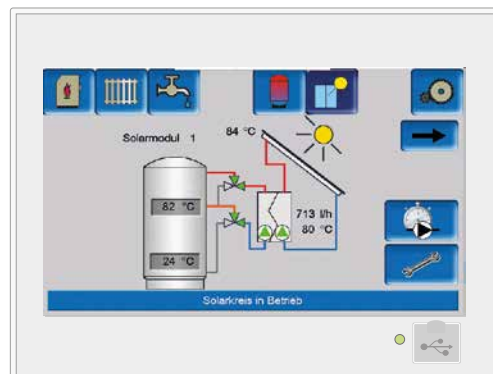 Solarmodul 1
84 °C
82 °C
713 l/h
80 °C
24 °C
Solarkreis in Betrieb